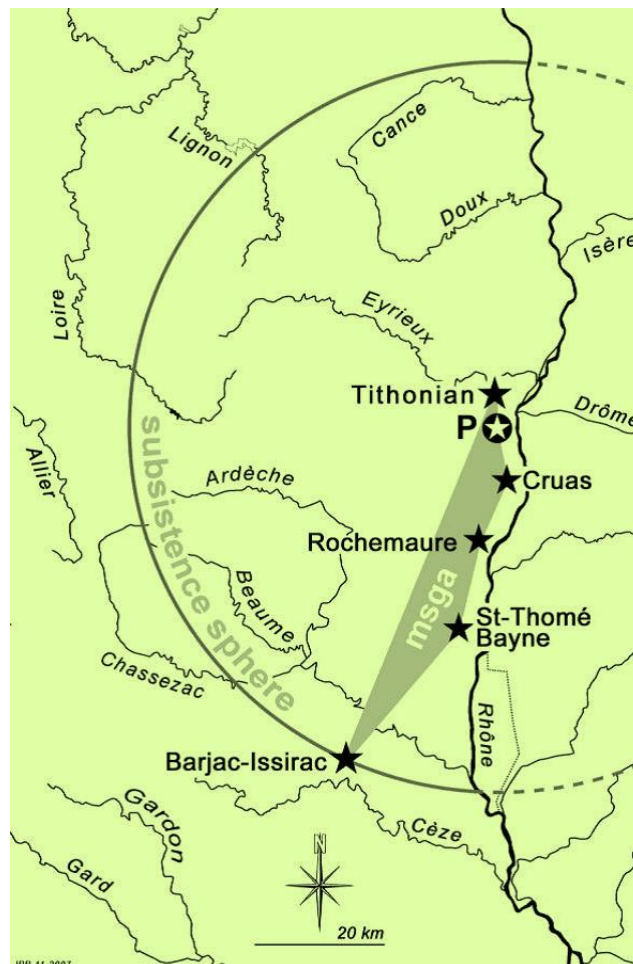 Lignon
Cance
Doux
Isère
Loire
Eyrieux
Tithonian
P
Drôme
Allier
subsistence sphere
Ardèche
Cruas
Rochemaure
msga
Beaume
St-Thomé
Bayne
Chassezac
Rhône
Barjac-Issirac
Gardon
Cèze
Gard
N
20 km